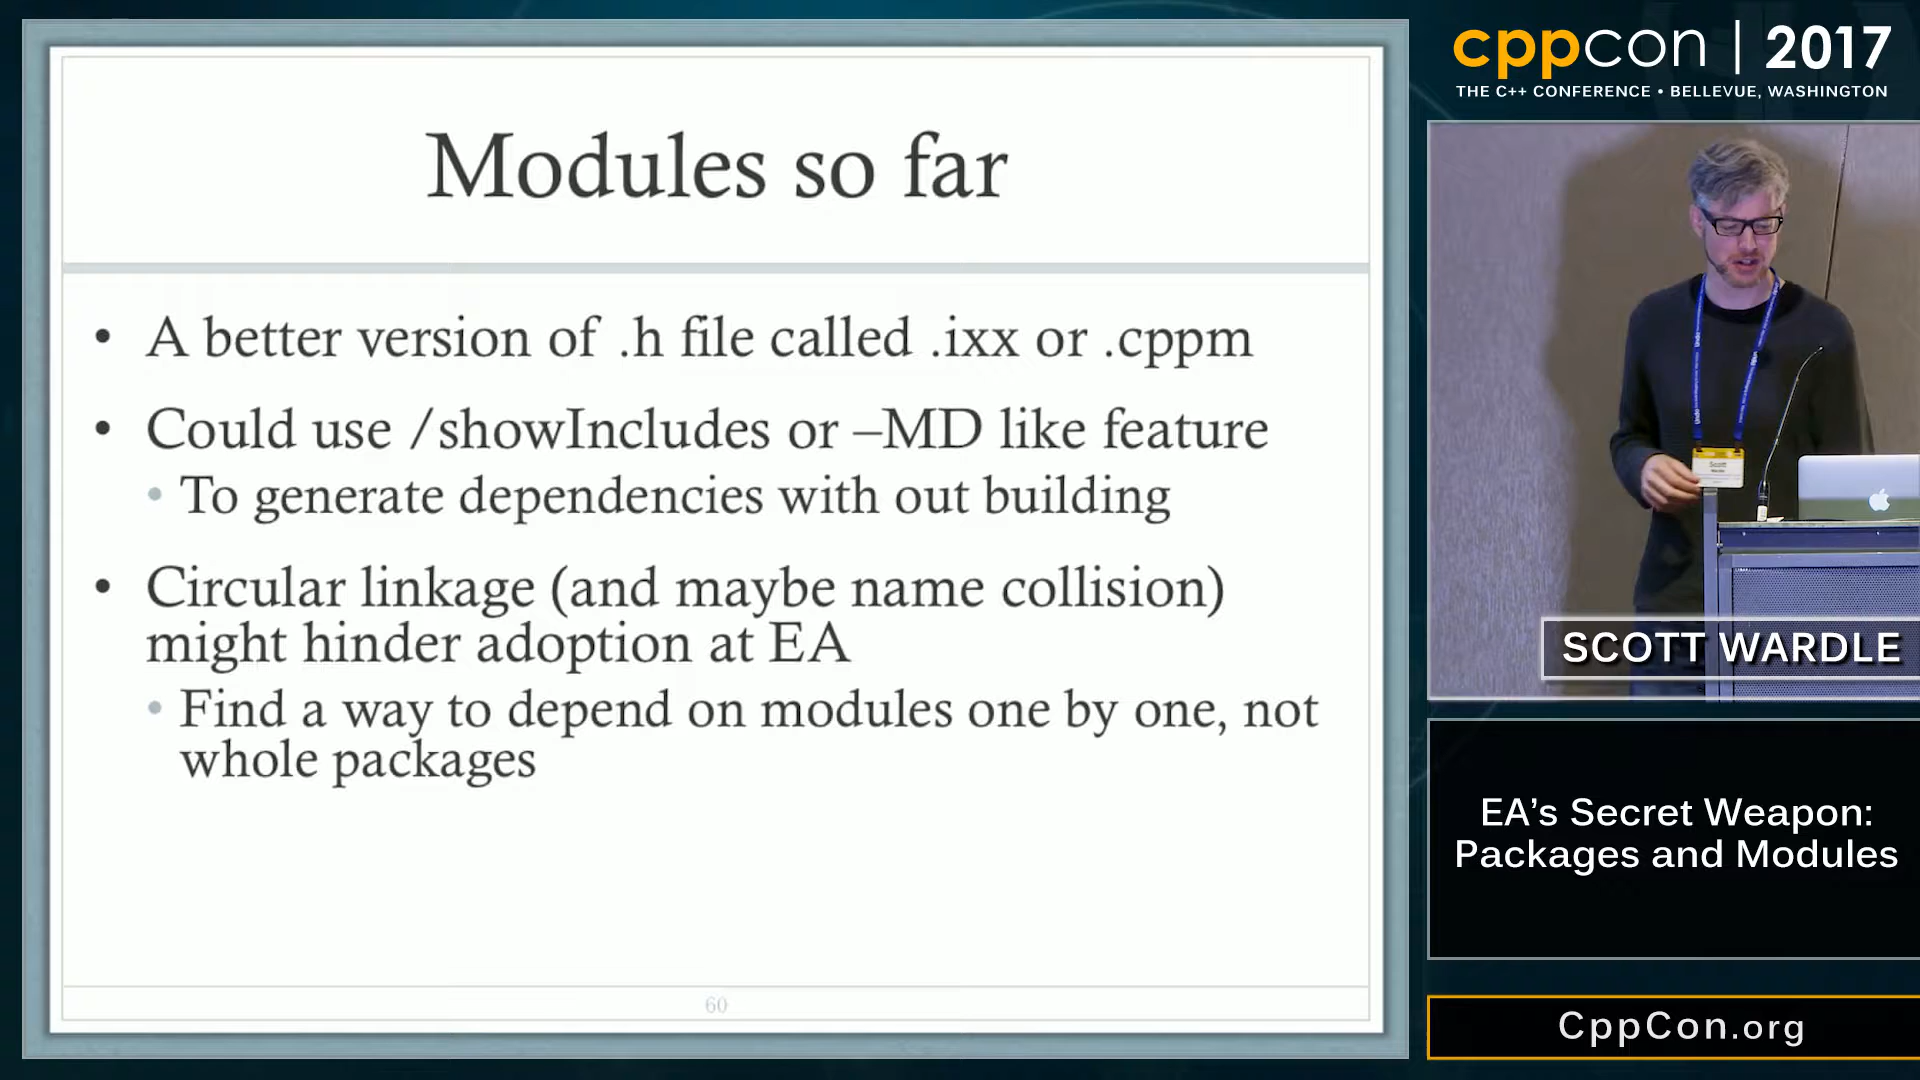 Modules so far
• A better version of .h file called .ixx or .cppm
• Could use /showIncludes or –MD like feature
• To generate dependencies with out building
• Circular linkage (and maybe name collision)
might hinder adoption at EA
• Find a way to depend on modules one by one, not
whole packages
60
cppcon | 2017
THE C++ CONFERENCE • BELLEVUE, WASHINGTON
Scott
SCOTT WARDLE
EA’s Secret Weapon:
Packages and Modules
CppCon.org